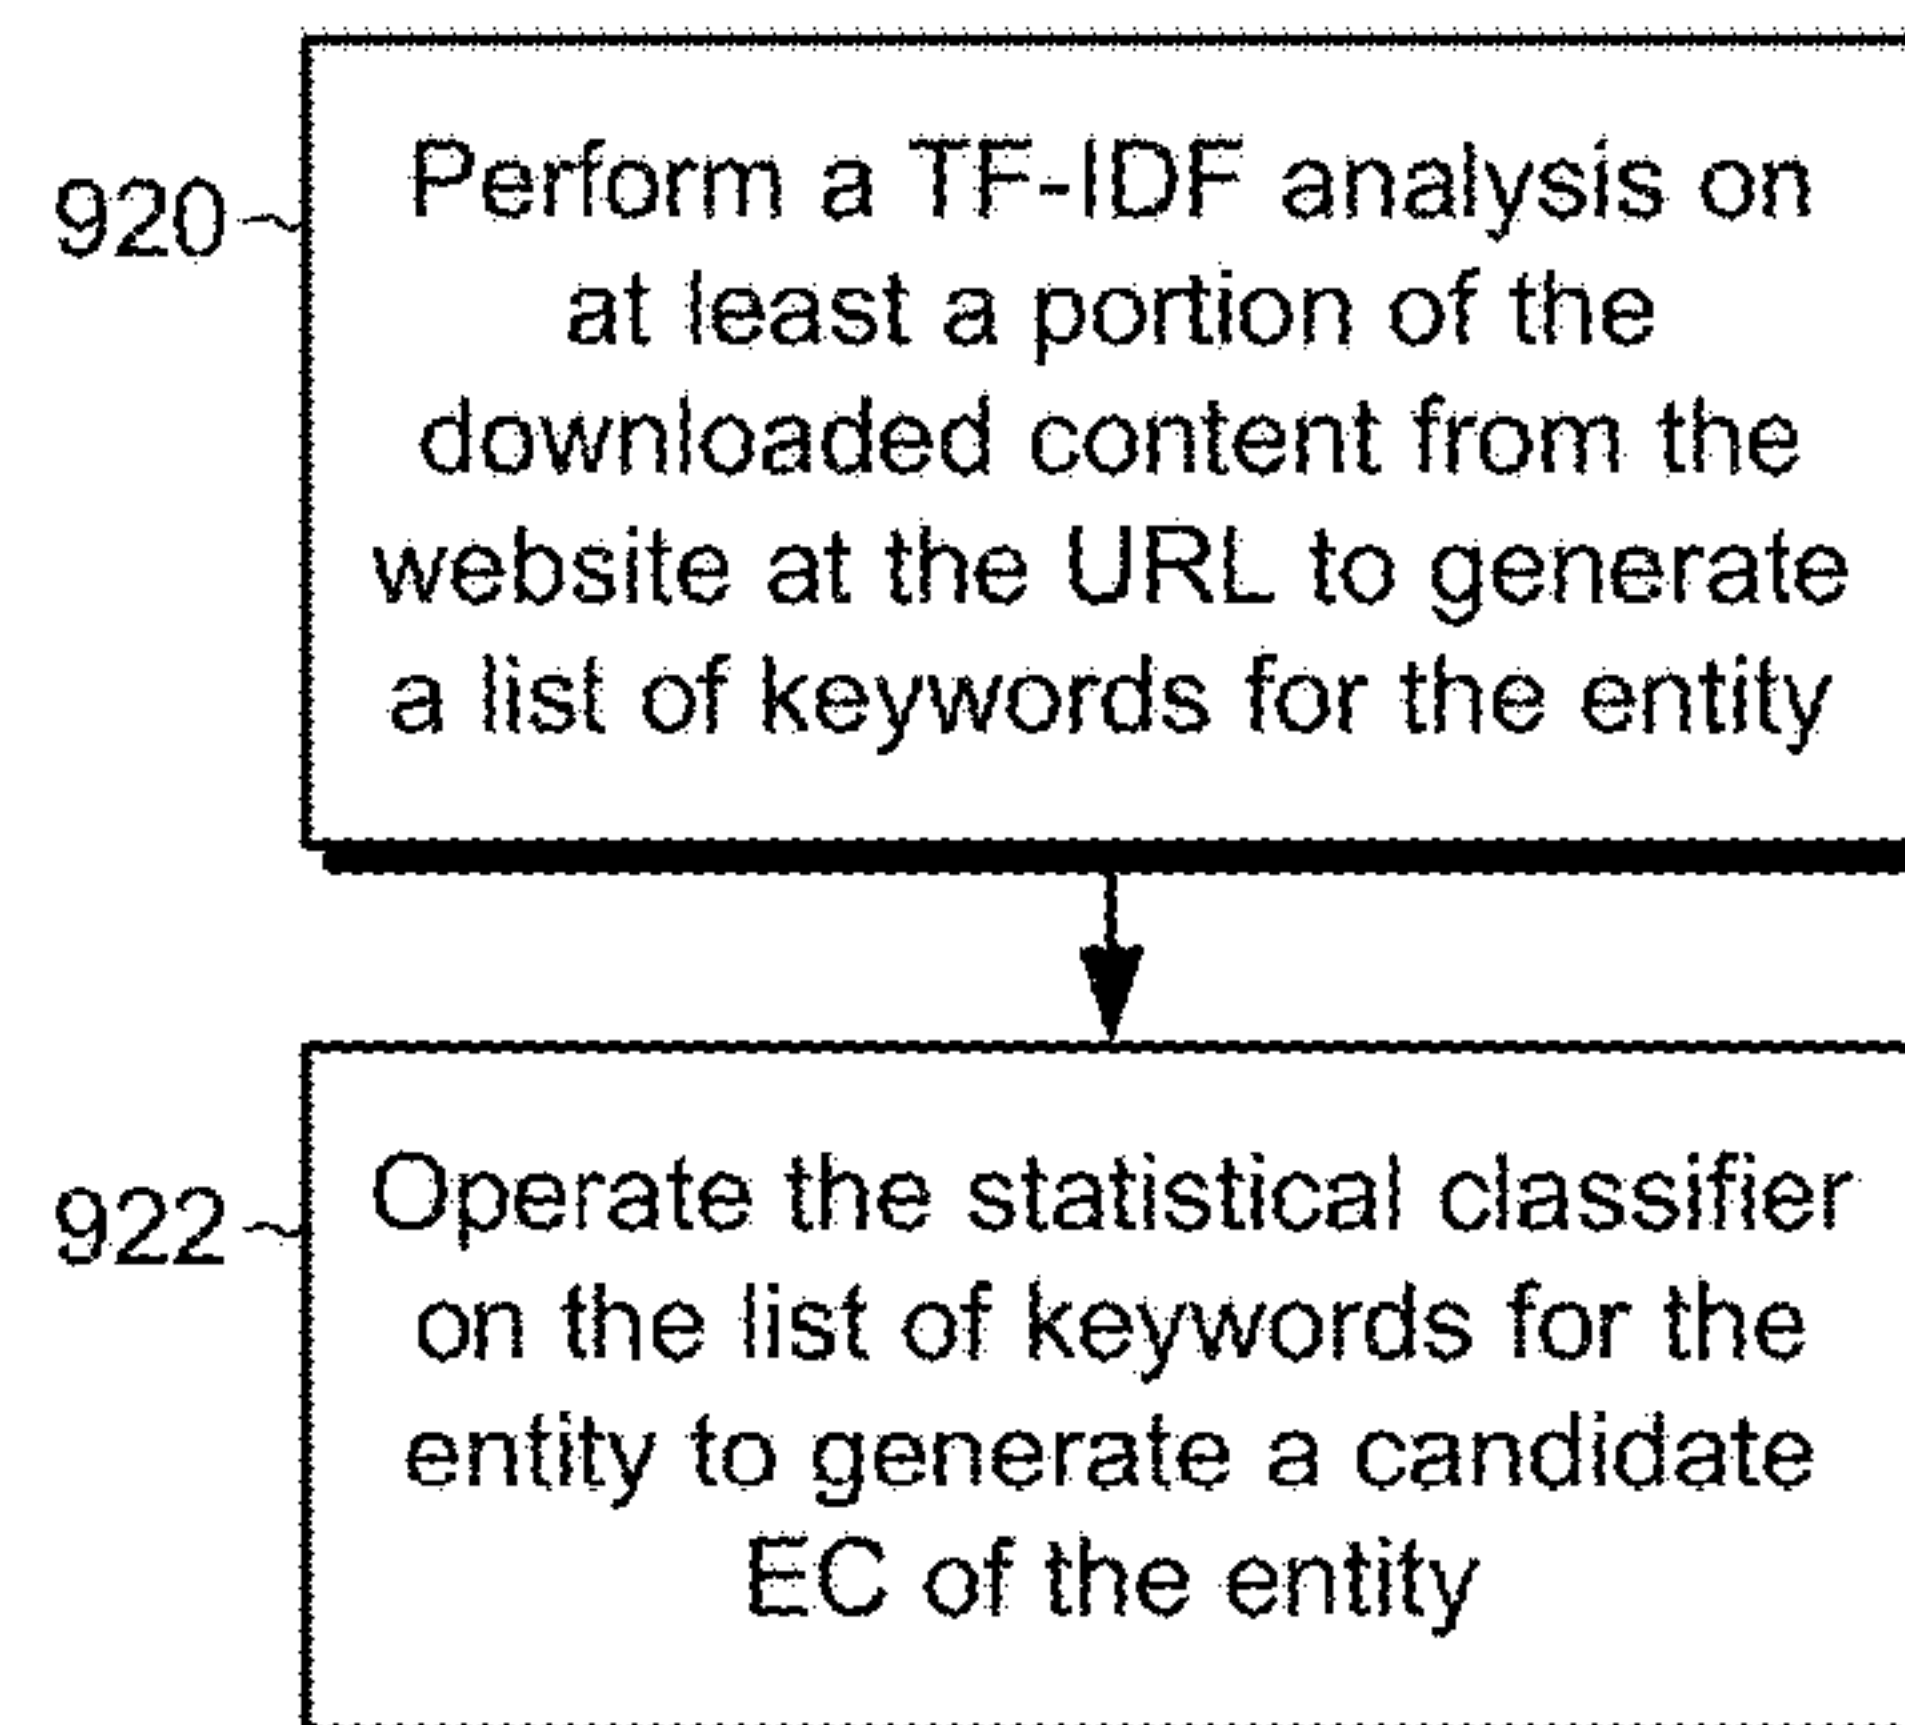 920
Perform a TF-IDF analysis on
at least a portion of the
downloaded content from the
website at the URL to generate
a list of keywords for the entity
922
Operate the statistical classifier
on the list of keywords for the
entity to generate a candidate
EC of the entity